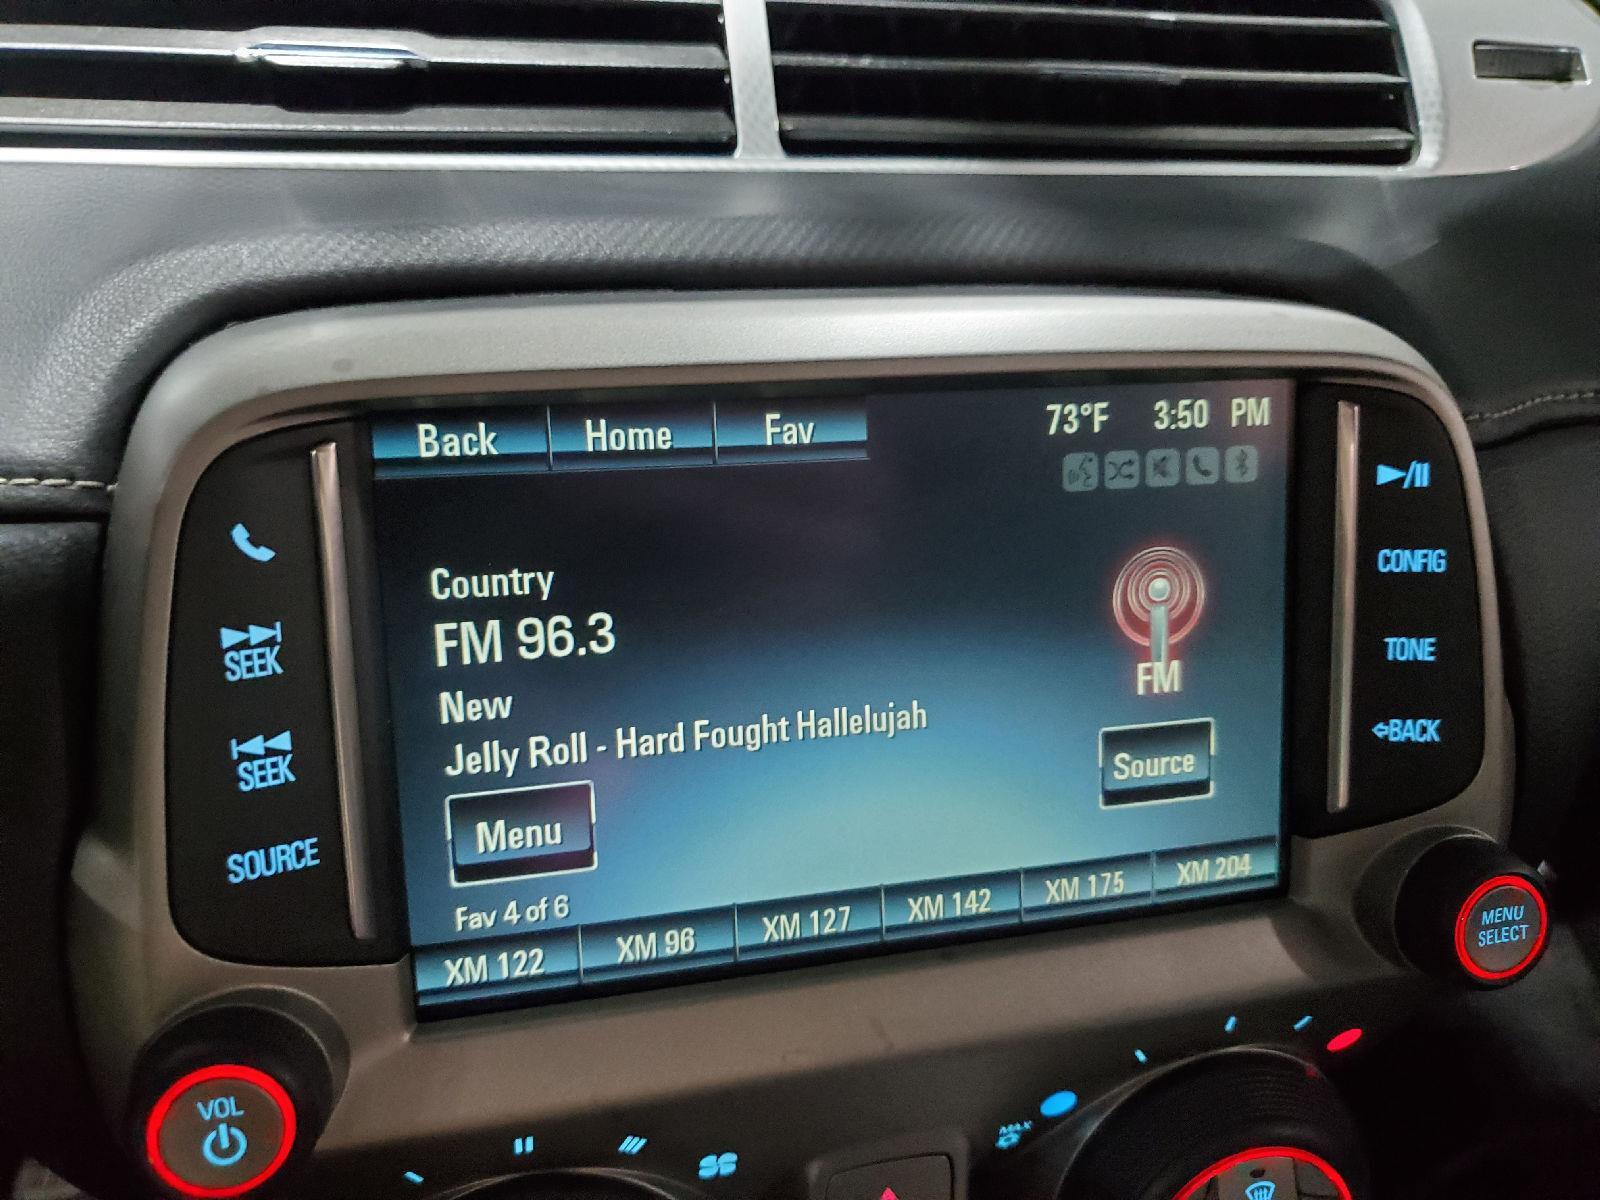 Back Home Fav 73°F 3:50 PM
Country
FM 96.3
New
Jelly Roll - Hard Fought Hallelujah
FM
Menu
Source
Fav 4 of 6
XM 122 XM 96 XM 127 XM 142 XM 175 XM 204
SEEK
SEEK
SOURCE
CONFIG
TONE
BACK
VOL
MENU
SELECT
MAX